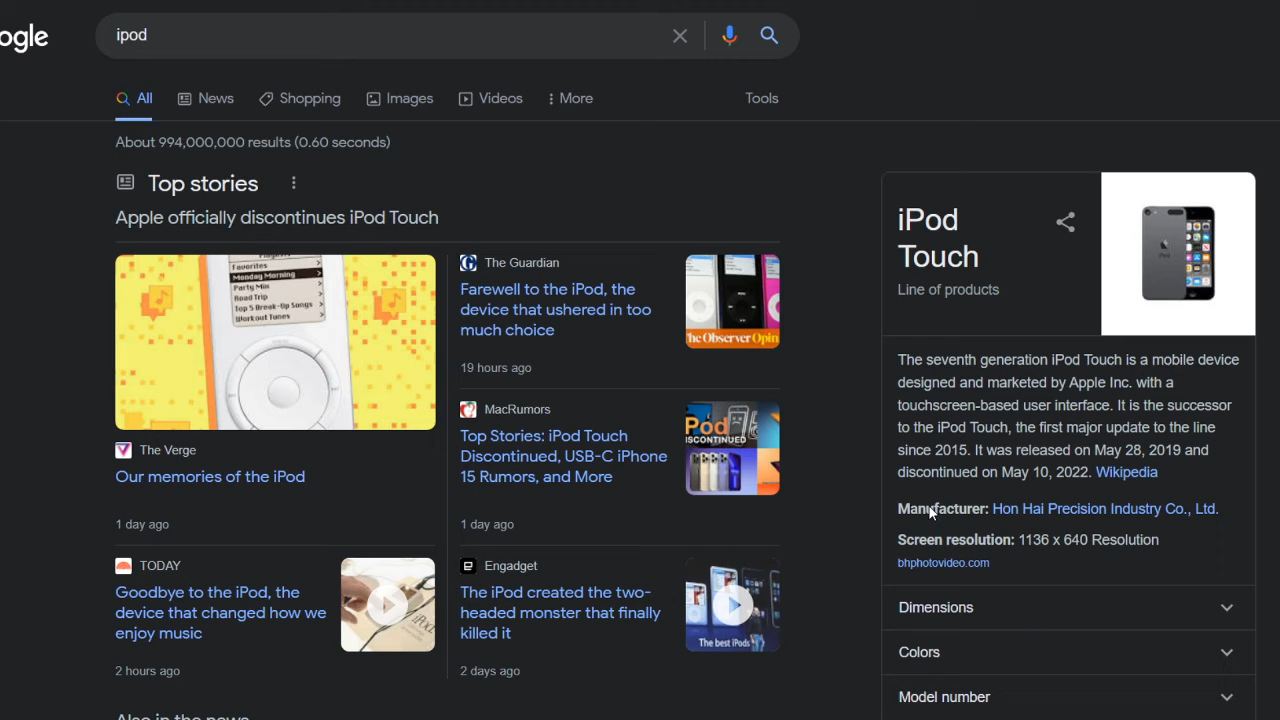 ogle
ipod
All
News
Shopping
Images
Videos
More
Tools
About 994,000,000 results (0.60 seconds)
Top stories
Apple officially discontinues iPod Touch
Favorites
Monday Morning
Party Mix
Road Trip
Top 5 Break-Up Songs
Workout Tunes
The Verge
Our memories of the iPod
1 day ago
The Guardian
Farewell to the iPod, the
device that ushered in too
much choice
19 hours ago
he Observer Opin
MacRumors
Top Stories: iPod Touch
Discontinued, USB-C iPhone
15 Rumors, and More
1 day ago
iPod
DISCONTINUED
TODAY
Goodbye to the iPod, the
device that changed how we
enjoy music
2 hours ago
iPod
Engadget
The iPod created the two-
headed monster that finally
killed it
2 days ago
The best iPods
iPod
Touch
Line of products
The seventh generation iPod Touch is a mobile device
designed and marketed by Apple Inc. with a
touchscreen-based user interface. It is the successor
to the iPod Touch, the first major update to the line
since 2015. It was released on May 28, 2019 and
discontinued on May 10, 2022. Wikipedia
Manufacturer: Hon Hai Precision Industry Co., Ltd.
Screen resolution: 1136 x 640 Resolution
bhphotovideo.com
Dimensions
Colors
Model number
Also in the news